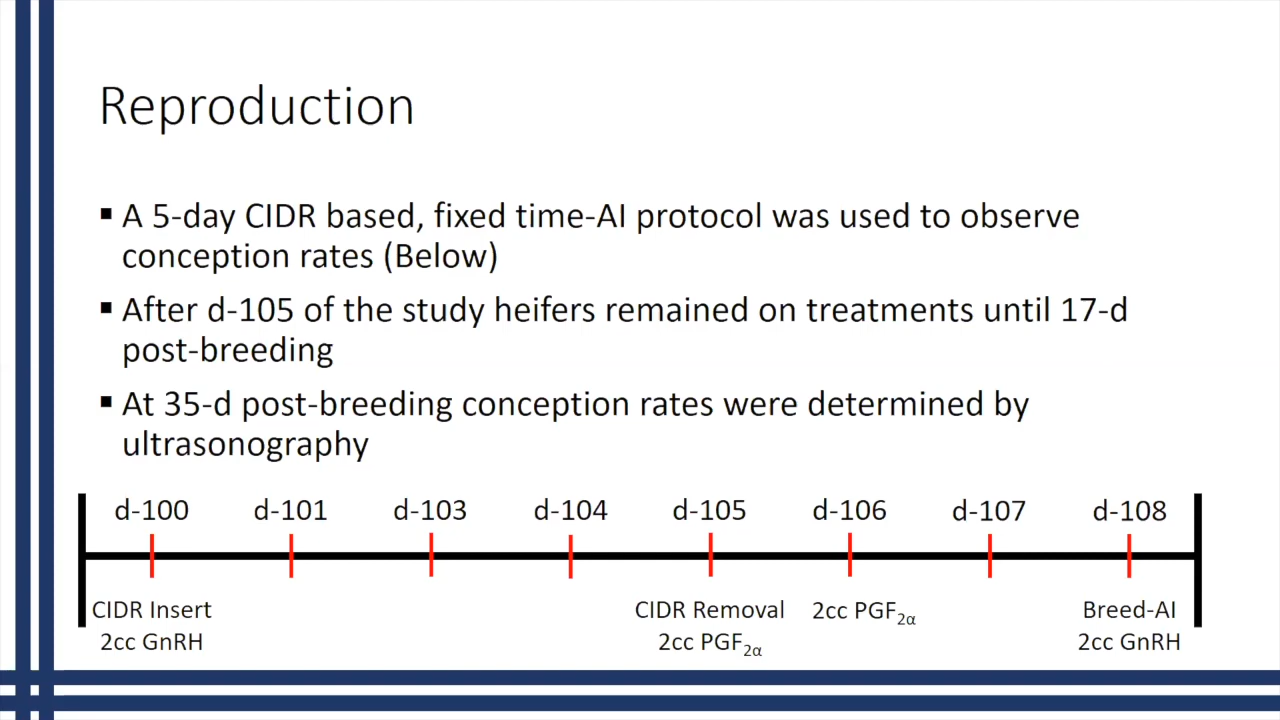 Reproduction
▪ A 5-day CIDR based, fixed time-AI protocol was used to observe
conception rates (Below)
▪ After d-105 of the study heifers remained on treatments until 17-d
post-breeding
▪ At 35-d post-breeding conception rates were determined by
ultrasonography
d-100 d-101 d-103 d-104 d-105 d-106 d-107 d-108
CIDR Insert CIDR Removal 2cc PGF2α Breed-AI
2cc GnRH 2cc PGF2α 2cc GnRH